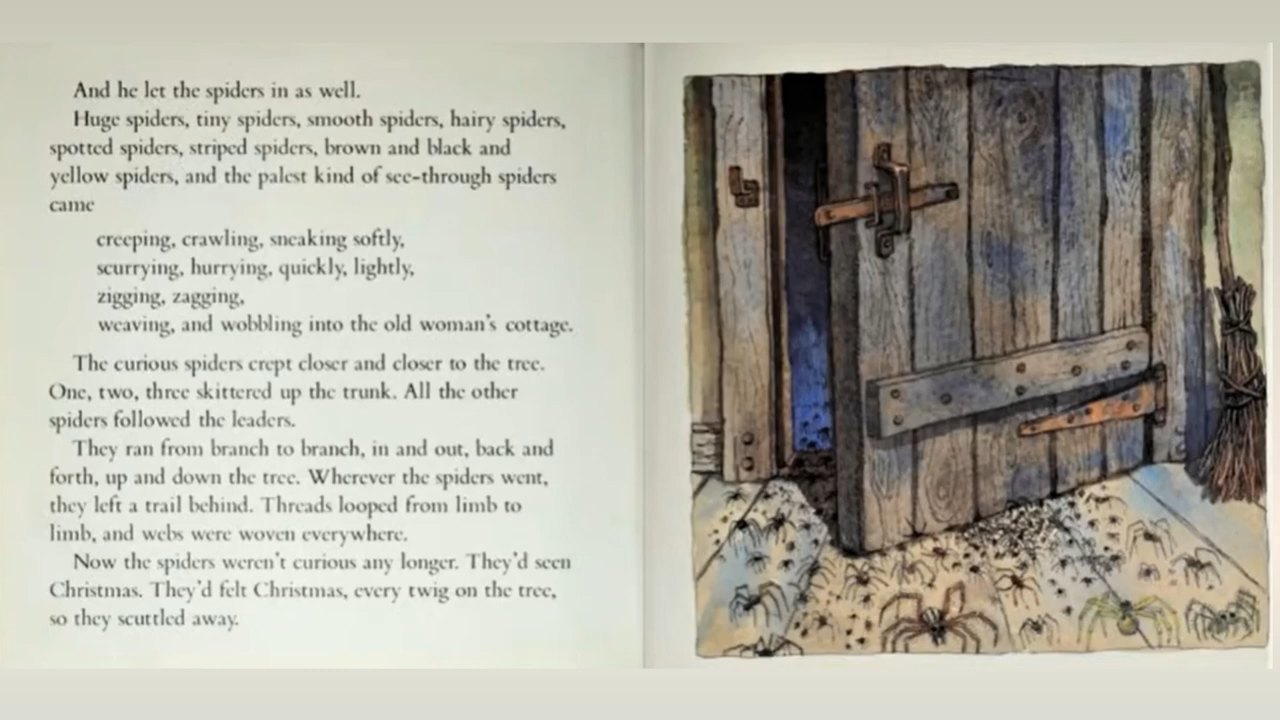 And he let the spiders in as well.
Huge spiders, tiny spiders, smooth spiders, hairy spiders,
spotted spiders, striped spiders, brown and black and
yellow spiders, and the palest kind of see-through spiders
came
creeping, crawling, sneaking softly,
scurrying, hurrying, quickly, lightly,
zigging, zagging,
weaving, and wobbling into the old woman's cottage.
The curious spiders crept closer and closer to the tree.
One, two, three skittered up the trunk. All the other
spiders followed the leaders.
They ran from branch to branch, in and out, back and
forth, up and down the tree. Wherever the spiders went,
they left a trail behind. Threads looped from limb to
limb, and webs were woven everywhere.
Now the spiders weren't curious any longer. They'd seen
Christmas. They'd felt Christmas, every twig on the tree,
so they scuttled away.